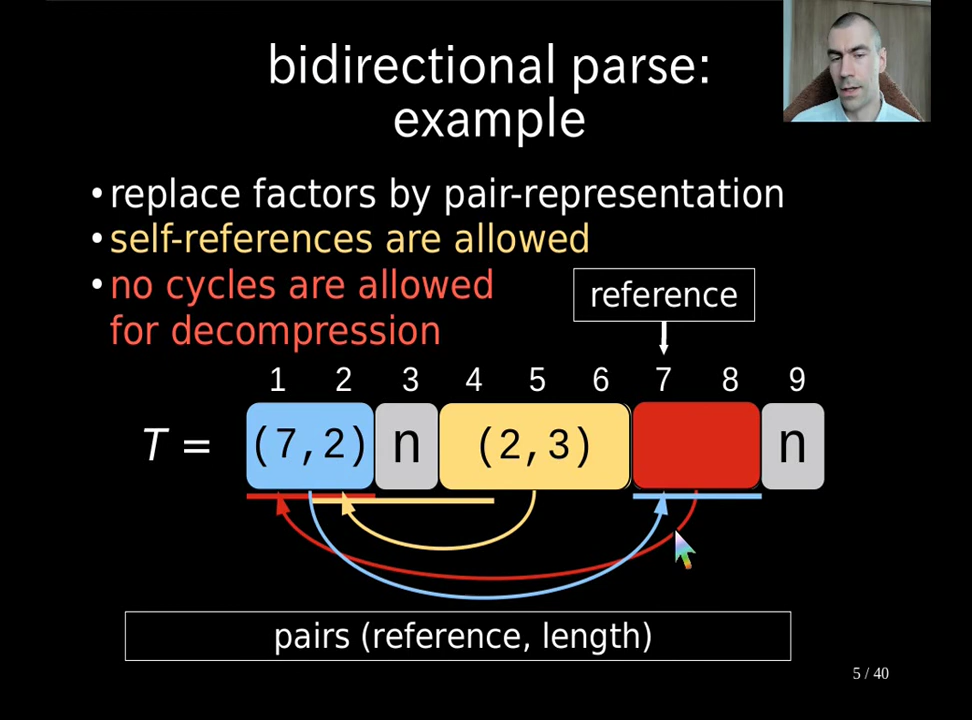 bidirectional parse:
example
• replace factors by pair-representation
• self-references are allowed
• no cycles are allowed
for decompression
reference
1 2 3 4 5 6 7 8 9
T = (7,2) n (2,3) n
pairs (reference, length)
5 / 40